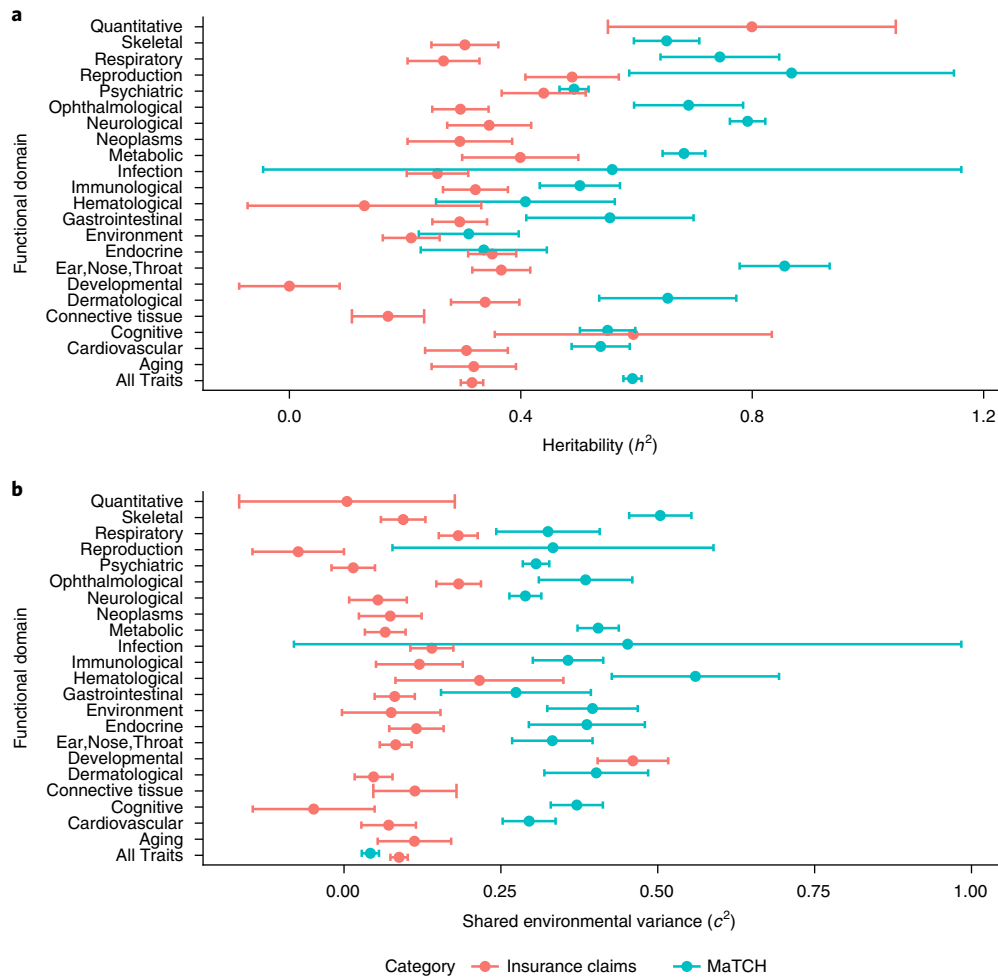 a
Functional domain
Quantitative
Skeletal
Respiratory
Reproduction
Psychiatric
Ophthalmological
Neurological
Neoplasms
Metabolic
Infection
Immunological
Hematological
Gastrointestinal
Environment
Endocrine
Ear,Nose,Throat
Developmental
Dermatological
Connective tissue
Cognitive
Cardiovascular
Aging
All Traits
0.0 0.4 0.8 1.2
Heritability (h²)
b
Functional domain
Quantitative
Skeletal
Respiratory
Reproduction
Psychiatric
Ophthalmological
Neurological
Neoplasms
Metabolic
Infection
Immunological
Hematological
Gastrointestinal
Environment
Endocrine
Ear,Nose,Throat
Developmental
Dermatological
Connective tissue
Cognitive
Cardiovascular
Aging
All Traits
0.00 0.25 0.50 0.75 1.00
Shared environmental variance (c²)
Category Insurance claims MaTCH